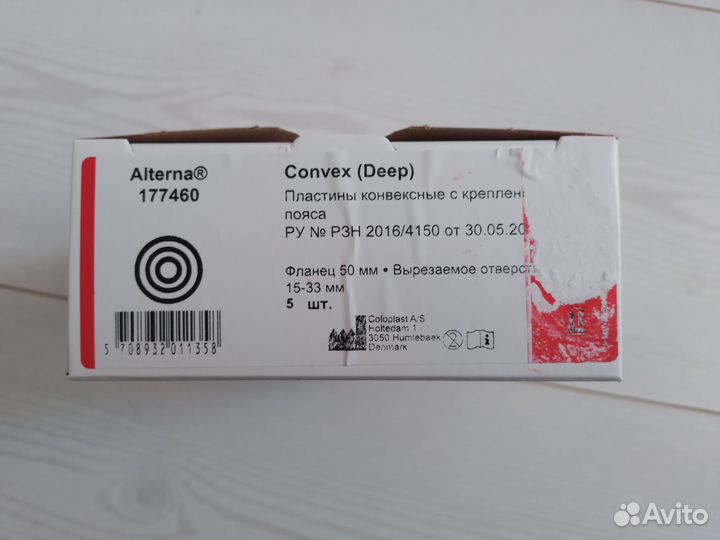 Alterna®
177460
Convex (Deep)
Пластины конвексные с креплени
пояса
РУ № РЗН 2016/4150 от 30.05.20
Фланец 50 мм • Вырезаемое отверст
15-33 мм
5 шт.
Coloplast A/S
Holtedam 1
3050 Humlebaek
Denmark
5 708932 011358
Avito